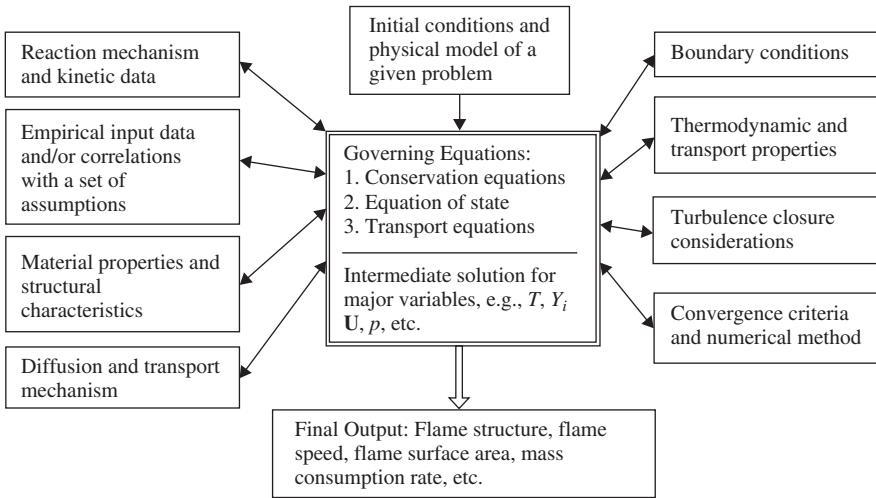 Initial conditions and
physical model of a
given problem
Reaction mechanism
and kinetic data
Empirical input data
and/or correlations
with a set of
assumptions
Material properties and
structural
characteristics
Diffusion and transport
mechanism
Governing Equations:
1. Conservation equations
2. Equation of state
3. Transport equations
Intermediate solution for
major variables, e.g., T, Yi
U, p, etc.
Boundary conditions
Thermodynamic and
transport properties
Turbulence closure
considerations
Convergence criteria
and numerical method
Final Output: Flame structure, flame
speed, flame surface area, mass
consumption rate, etc.